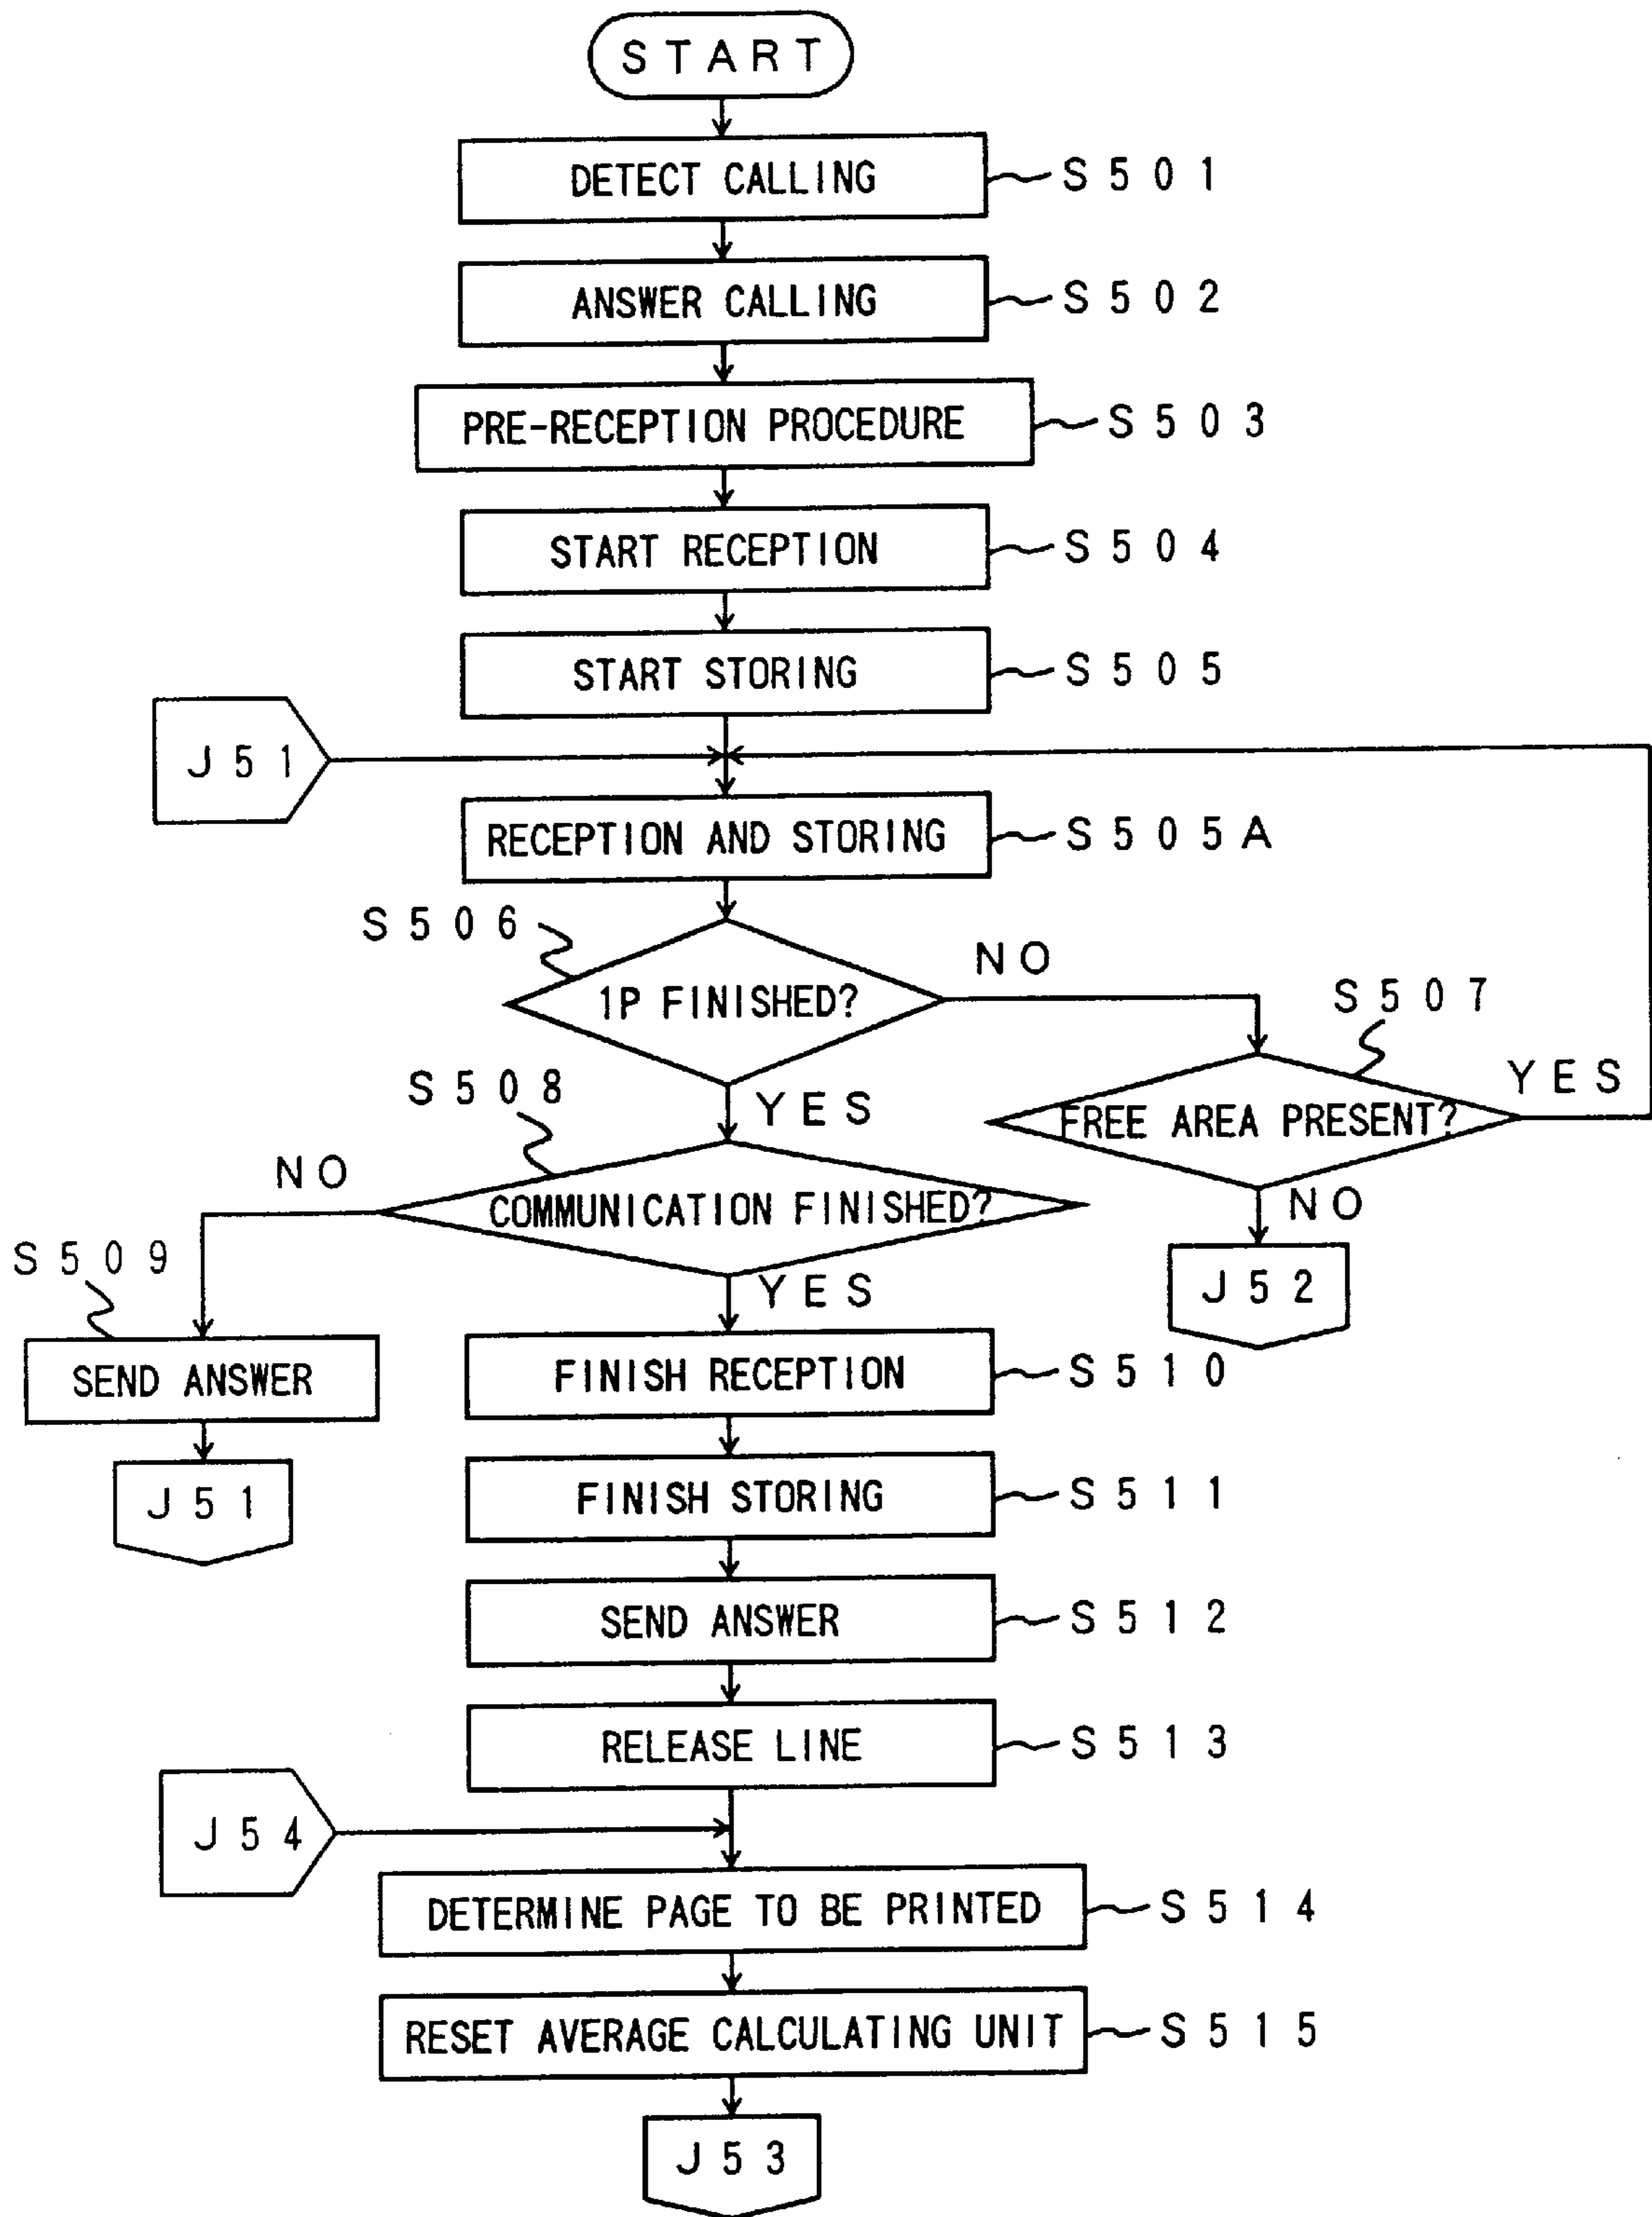 START
DETECT CALLING
S501
ANSWER CALLING
S502
PRE-RECEPTION PROCEDURE
S503
START RECEPTION
S504
START STORING
S505
J51
RECEPTION AND STORING
S505A
S506
1P FINISHED?
NO
S507
FREE AREA PRESENT?
YES
NO
J52
YES
S508
COMMUNICATION FINISHED?
NO
S509
SEND ANSWER
J51
YES
FINISH RECEPTION
S510
FINISH STORING
S511
SEND ANSWER
S512
RELEASE LINE
S513
J54
DETERMINE PAGE TO BE PRINTED
S514
RESET AVERAGE CALCULATING UNIT
S515
J53